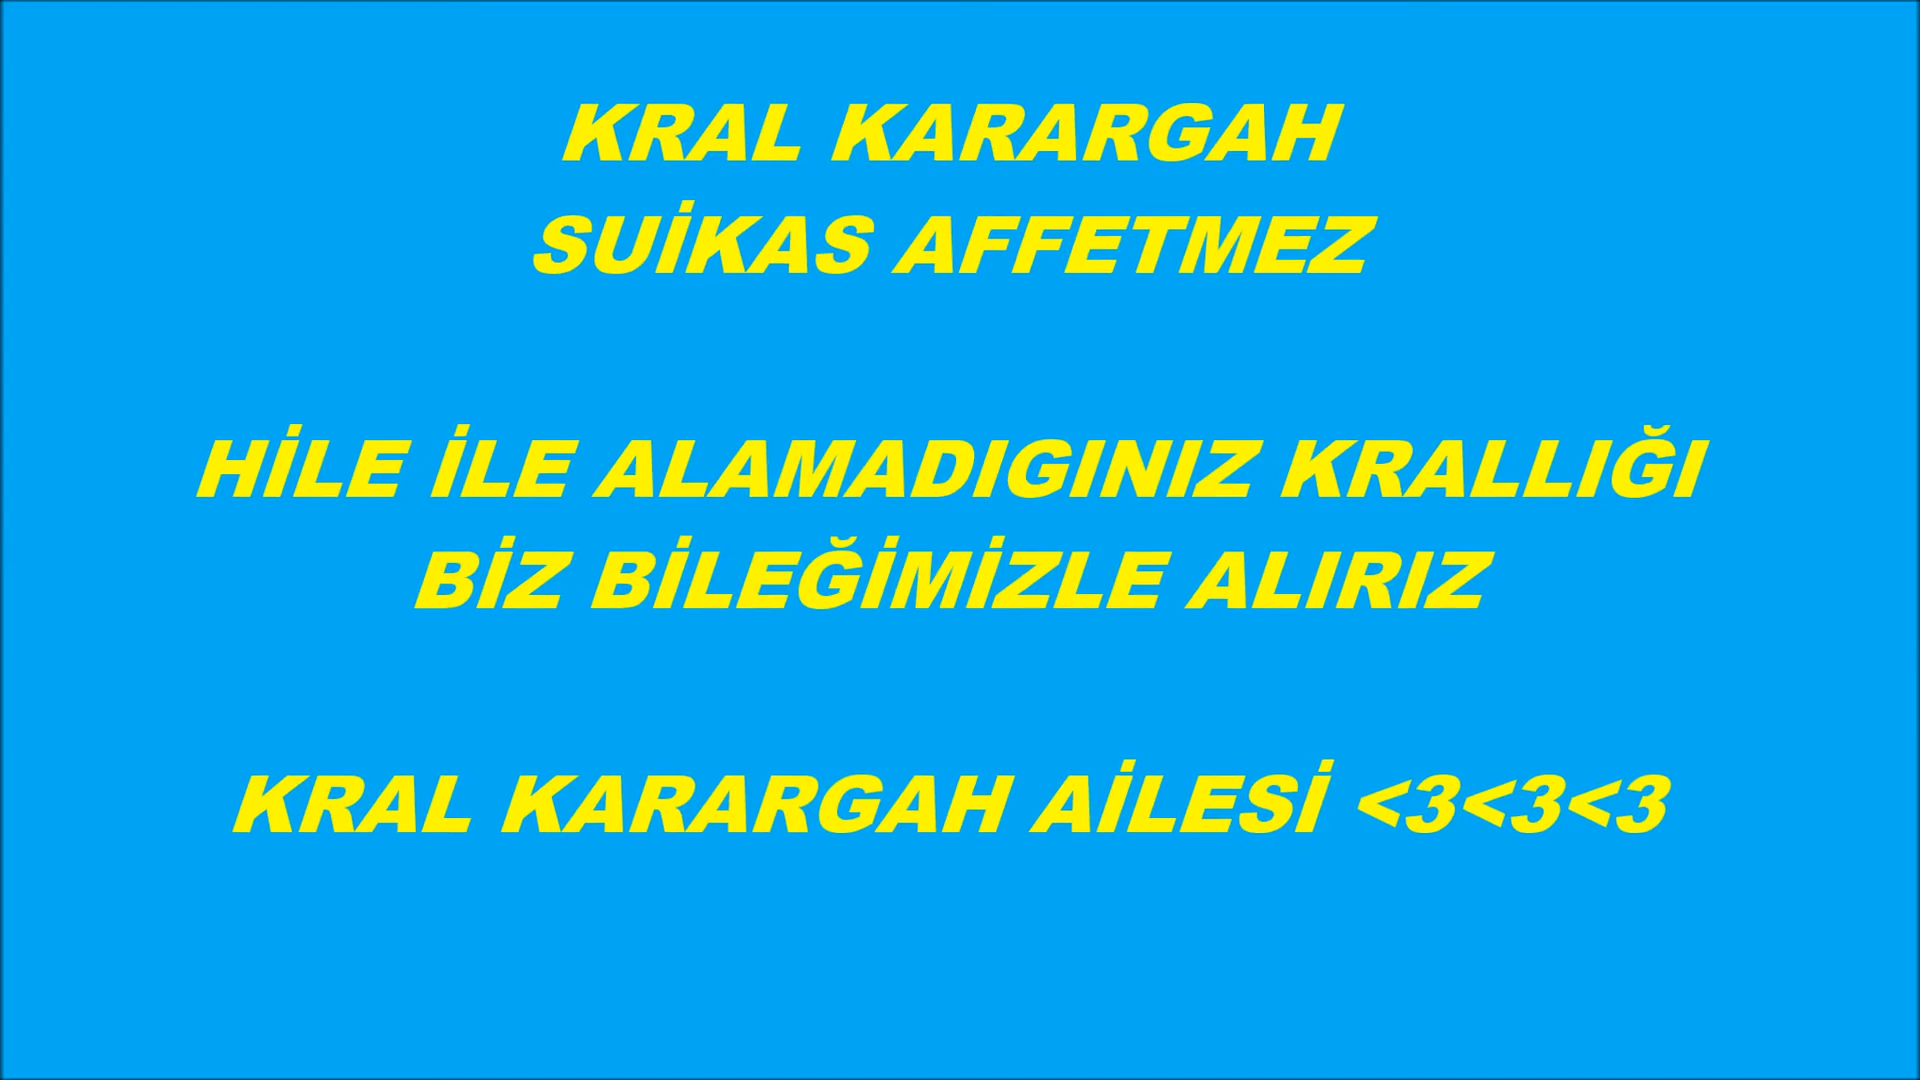 KRAL KARARGAH
SUİKAS AFFETMEZ
HİLE İLE ALAMADIGINIZ KRALLIĞI
BİZ BİLEĞİMİZLE ALIRIZ
KRAL KARARGAH AİLESİ <3<3<3